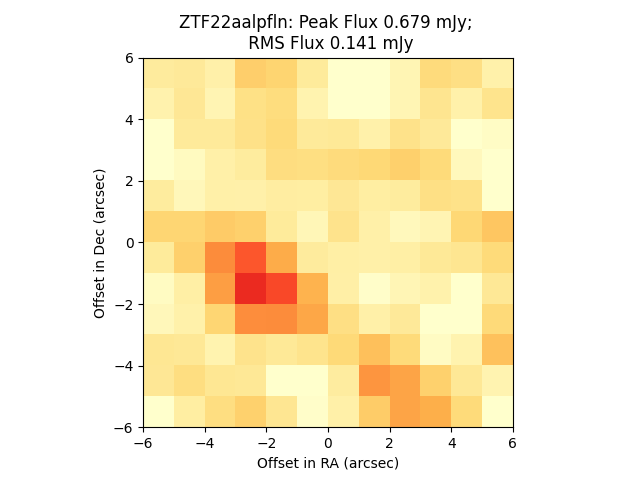 ZTF22aalpfln: Peak Flux 0.679 mJy;
RMS Flux 0.141 mJy
6
4
2
0
−2
−4
−6
Offset in Dec (arcsec)
−6 −4 −2 0 2 4 6
Offset in RA (arcsec)